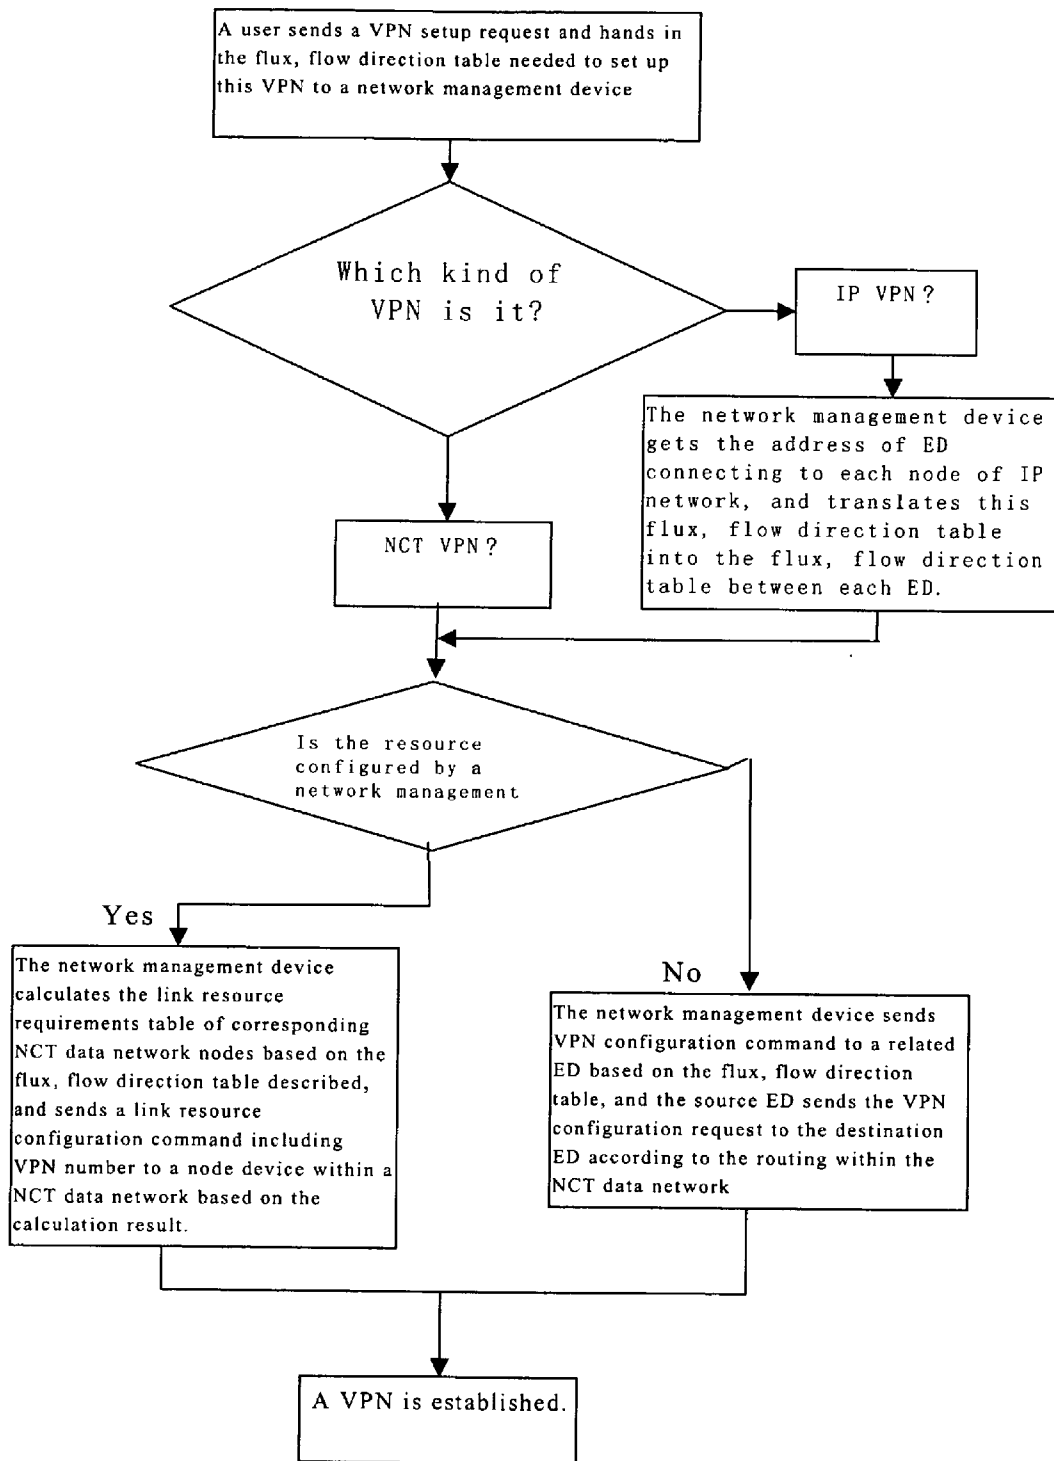 A user sends a VPN setup request and hands in
the flux, flow direction table needed to set up
this VPN to a network management device
Which kind of
VPN is it?
IP VPN?
The network management device
gets the address of ED
connecting to each node of IP
network, and translates this
flux, flow direction table
into the flux, flow direction
table between each ED.
NCT VPN?
Is the resource
configured by a
network management
Yes
No
The network management device
calculates the link resource
requirements table of corresponding
NCT data network nodes based on the
flux, flow direction table described,
and sends a link resource
configuration command including
VPN number to a node device within a
NCT data network based on the
calculation result.
The network management device sends
VPN configuration command to a related
ED based on the flux, flow direction
table, and the source ED sends the VPN
configuration request to the destination
ED according to the routing within the
NCT data network
A VPN is established.